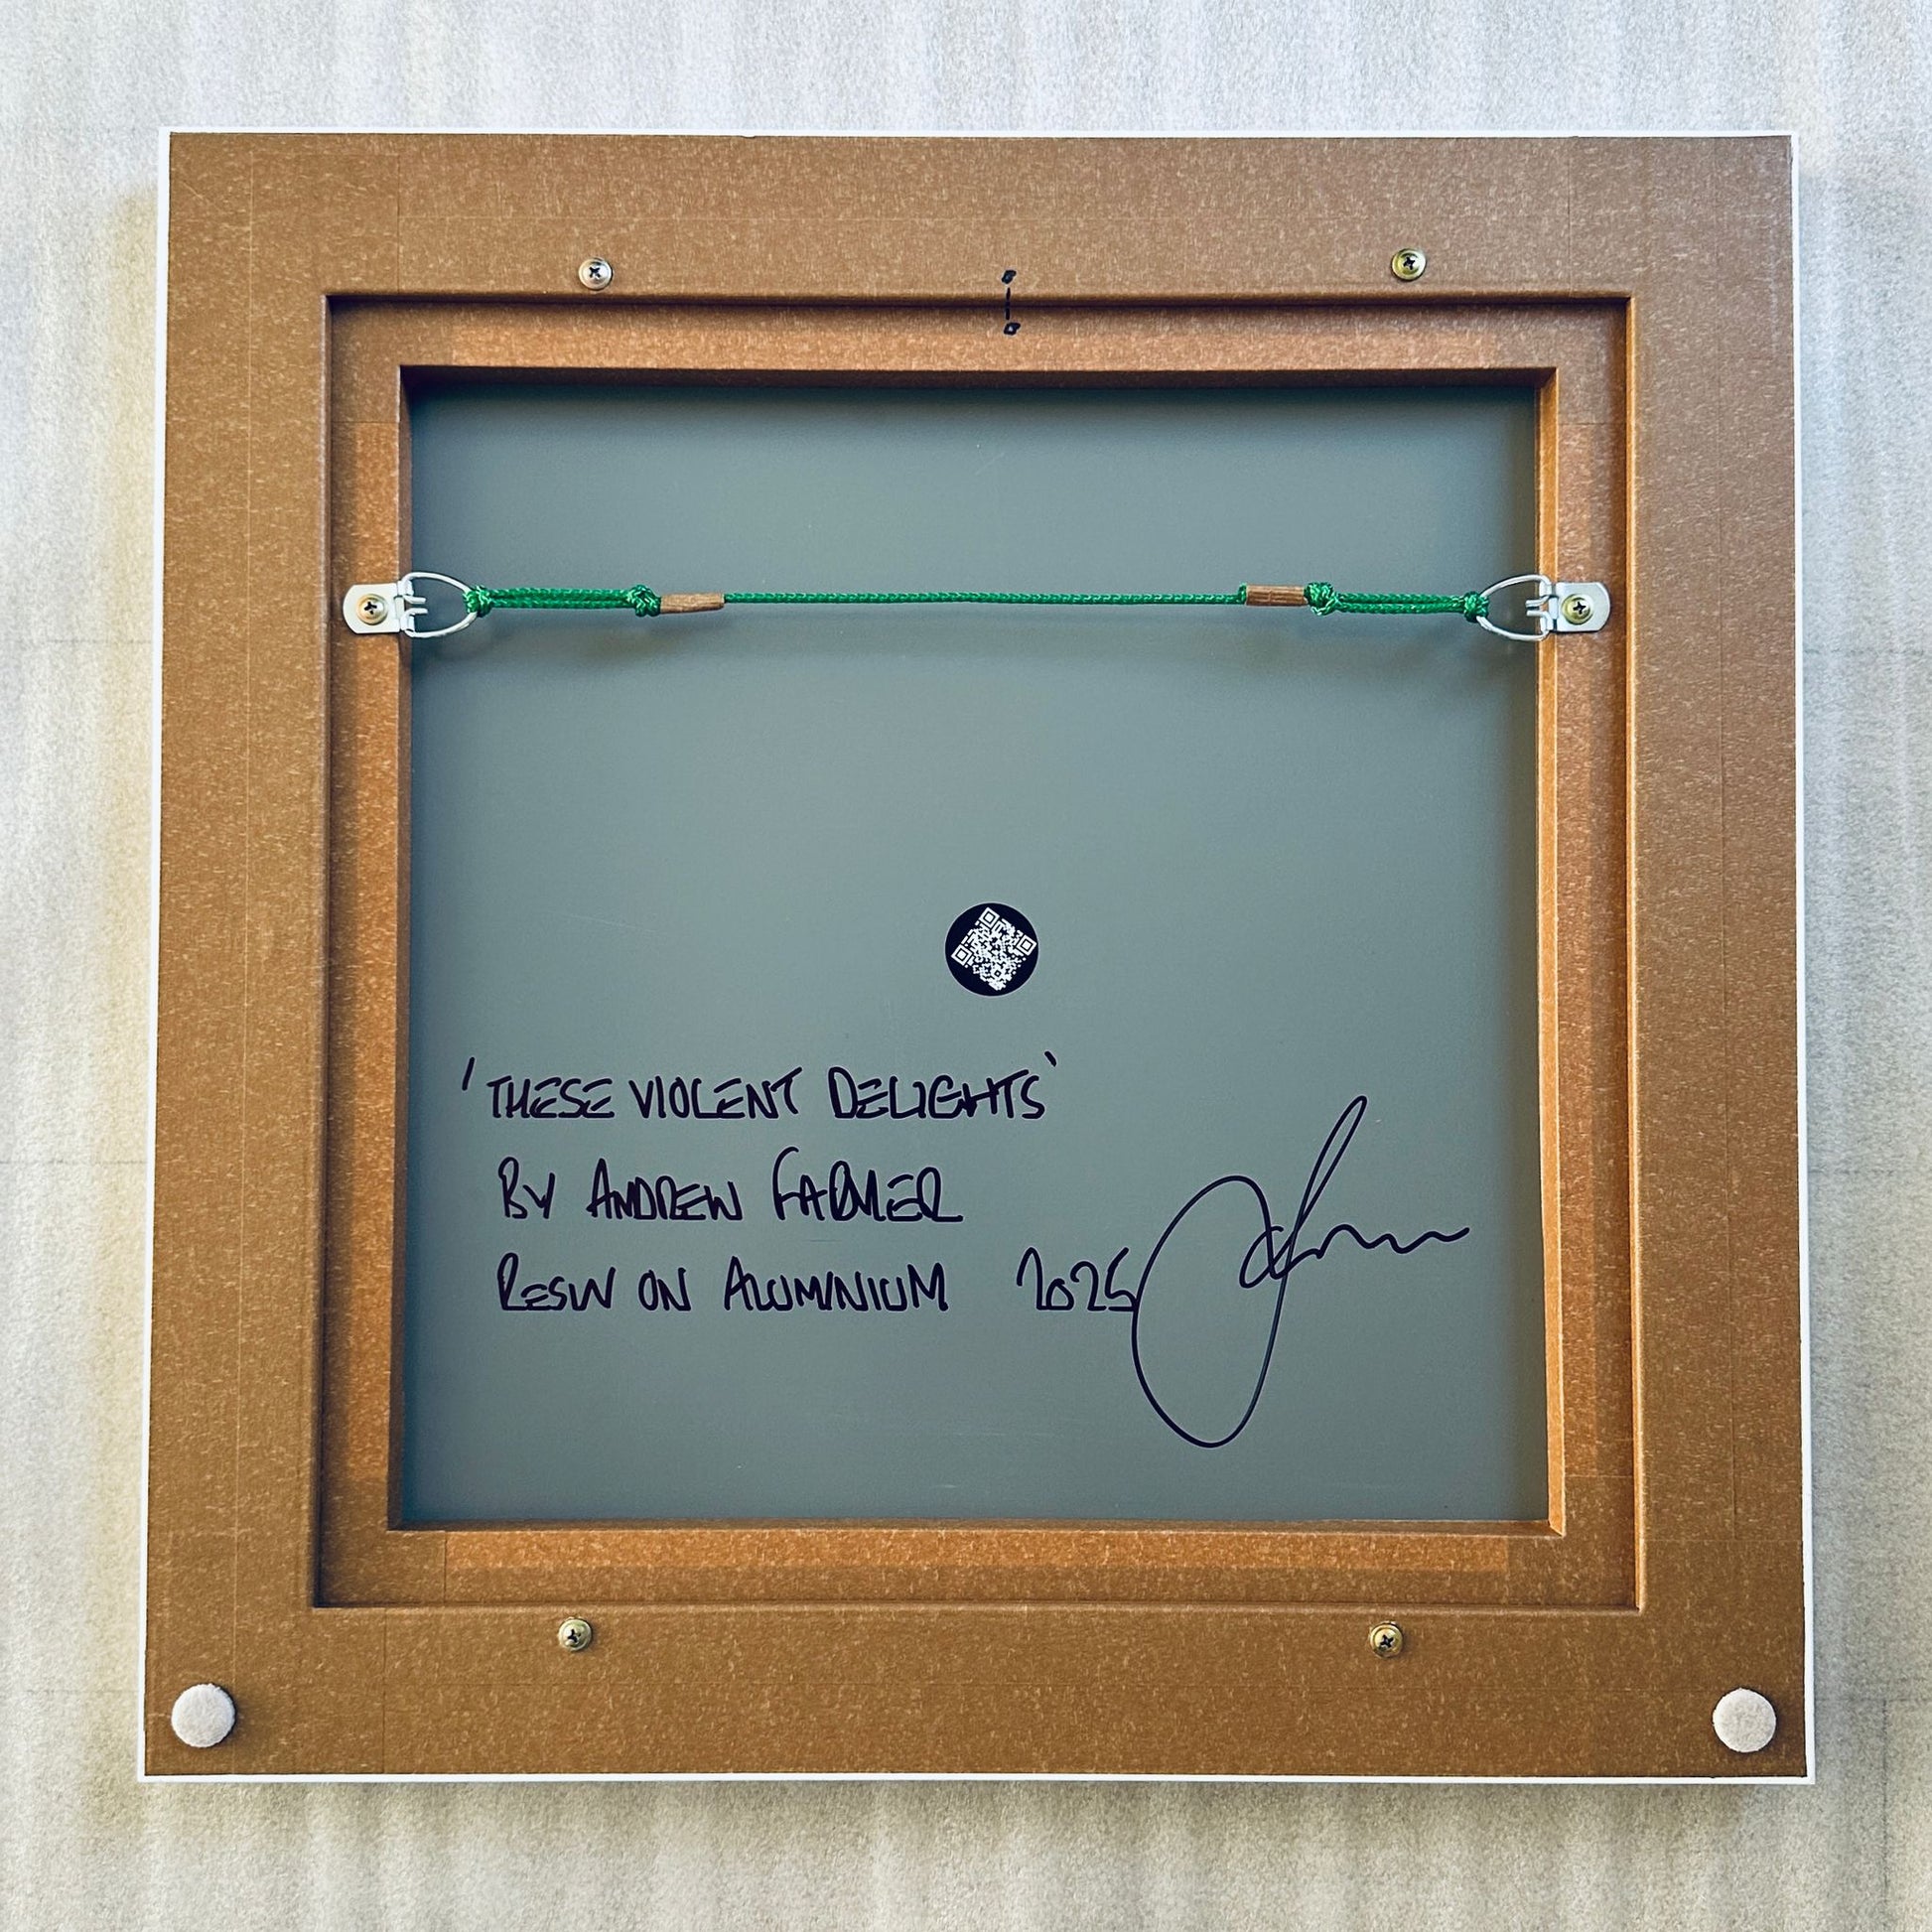 'THESE VIOLENT DELIGHTS'
BY ANDREW FARMER
RESIN ON ALUMINIUM 2025